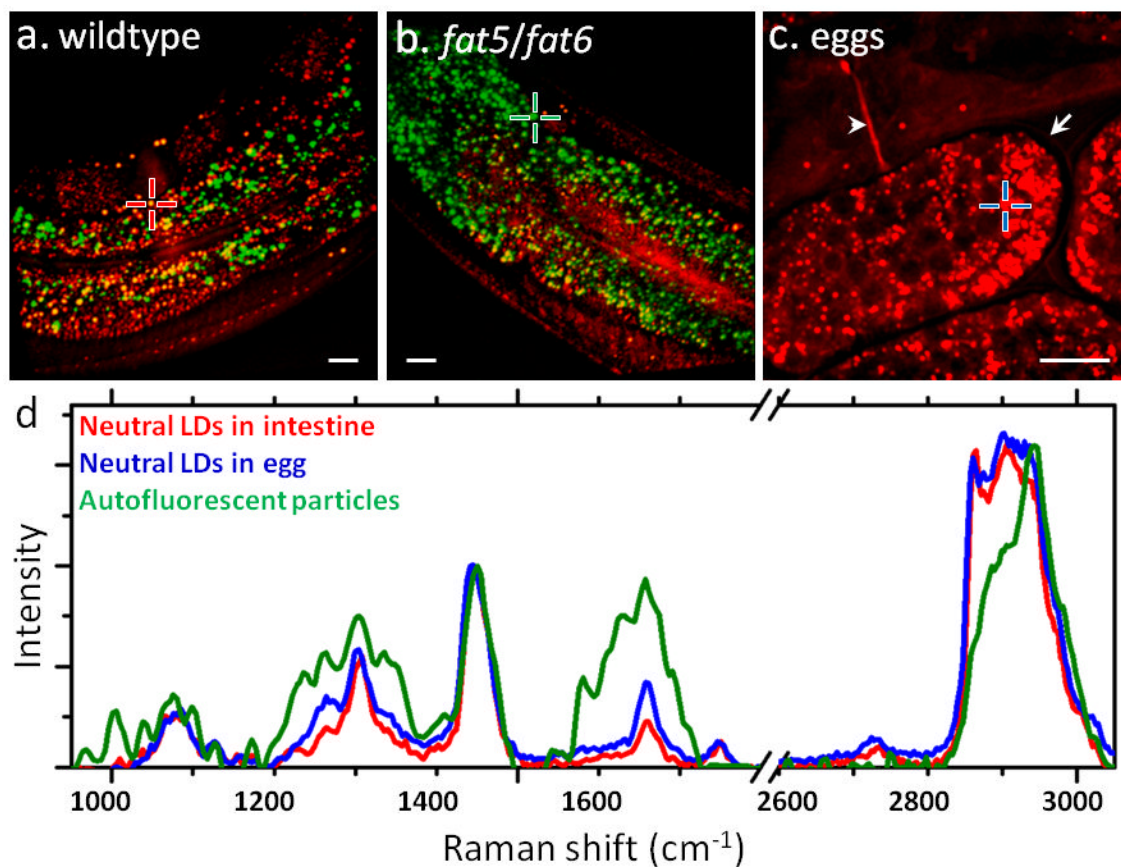 a. wildtype
b. fat5/fat6
c. eggs
d
Neutral LDs in intestine
Neutral LDs in egg
Autofluorescent particles
Intensity
1000 1200 1400 1600 2600 2800 3000
Raman shift (cm⁻¹)